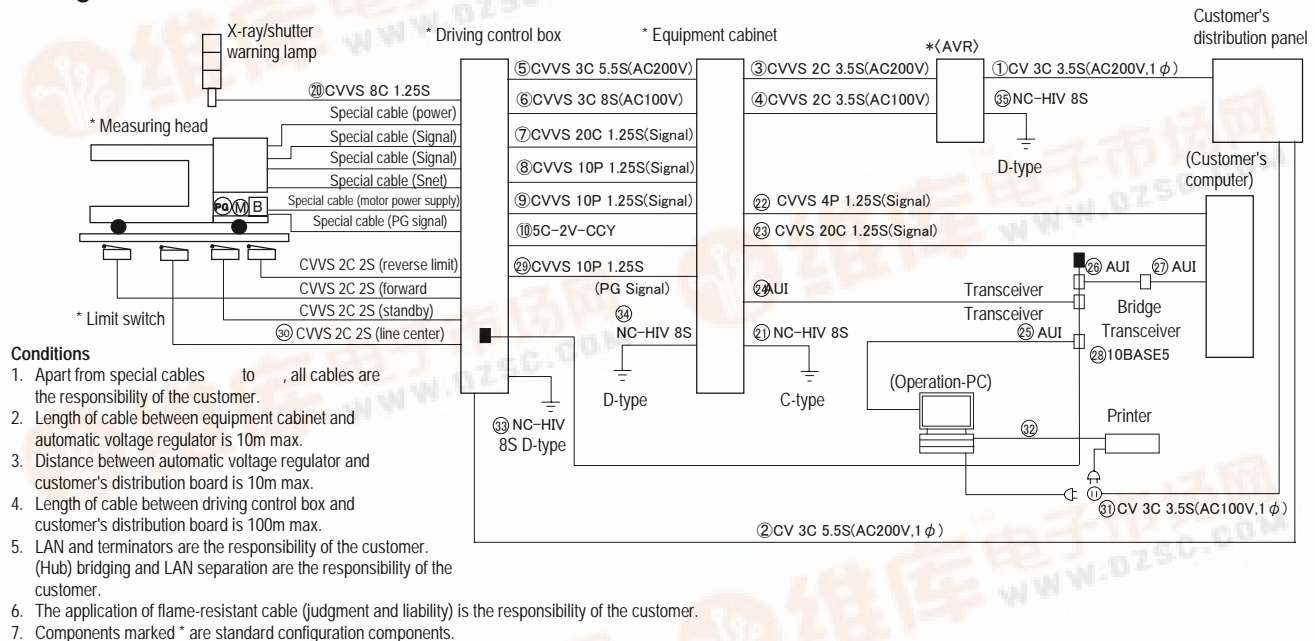 X-ray/shutter
warning lamp
* Driving control box
* Equipment cabinet
*〈AVR〉
Customer's
distribution panel
⑳CVVS 8C 1.25S
Special cable (power)
* Measuring head
Special cable (Signal)
Special cable (Signal)
Special cable (Snet)
Special cable (motor power supply)
PG M B
Special cable (PG signal)
CVVS 2C 2S (reverse limit)
CVVS 2C 2S (forward
CVVS 2C 2S (standby)
* Limit switch
㉚ CVVS 2C 2S (line center)
⑤CVVS 3C 5.5S(AC200V)
⑥CVVS 3C 8S(AC100V)
⑦CVVS 20C 1.25S(Signal)
⑧CVVS 10P 1.25S(Signal)
⑨CVVS 10P 1.25S(Signal)
⑩5C-2V-CCY
㉙CVVS 10P 1.25S
(PG Signal)
㉞
NC-HIV 8S
D-type
㉝ NC-HIV
8S D-type
③CVVS 2C 3.5S(AC200V)
④CVVS 2C 3.5S(AC100V)
①CV 3C 3.5S(AC200V,1φ)
㉟NC-HIV 8S
D-type
(Customer's
computer)
㉒ CVVS 4P 1.25S(Signal)
㉓ CVVS 20C 1.25S(Signal)
㉔AUI
Transceiver
Transceiver
㉖ AUI
㉗ AUI
Bridge
㉑ NC-HIV 8S
C-type
㉕ AUI
Transceiver
㉘10BASE5
(Operation-PC)
㉜
Printer
㉛CV 3C 3.5S(AC100V,1φ)
②CV 3C 5.5S(AC200V,1φ)
Conditions
1. Apart from special cables to , all cables are
the responsibility of the customer.
2. Length of cable between equipment cabinet and
automatic voltage regulator is 10m max.
3. Distance between automatic voltage regulator and
customer's distribution board is 10m max.
4. Length of cable between driving control box and
customer's distribution board is 100m max.
5. LAN and terminators are the responsibility of the customer.
(Hub) bridging and LAN separation are the responsibility of the
customer.
6. The application of flame-resistant cable (judgment and liability) is the responsibility of the customer.
7. Components marked * are standard configuration components.
维库电子市场网
WWW.DZSC.COM